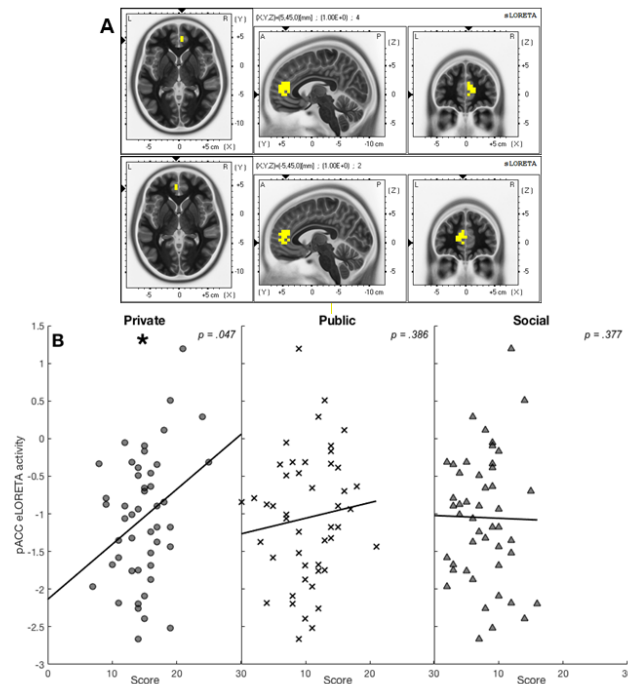 A
L R (Y) [X,Y,Z]=[5,45,0][mm] ; (1.00E+0) ; 4 sLORETA
A P (Z) L R (Z)
+5
0
-5
-10
+5
0
-5
+5
0
-5
-5 0 +5 cm (X) (Y) +5 0 -5 -10 cm -5 0 +5 cm (X)
L R (Y) [X,Y,Z]=[-5,45,0][mm] ; (1.00E+0) ; 2 sLORETA
A P (Z) L R (Z)
+5
0
-5
-10
+5
0
-5
+5
0
-5
-5 0 +5 cm (X) (Y) +5 0 -5 -10 cm -5 0 +5 cm (X)
Private Public Social
B * p = .047 p = .386 p = .377
pACC eLORETA activity
1.5
1
0.5
0
-0.5
-1
-1.5
-2
-2.5
-3
0 10 20 30 10 20 30 10 20 30
Score Score Score